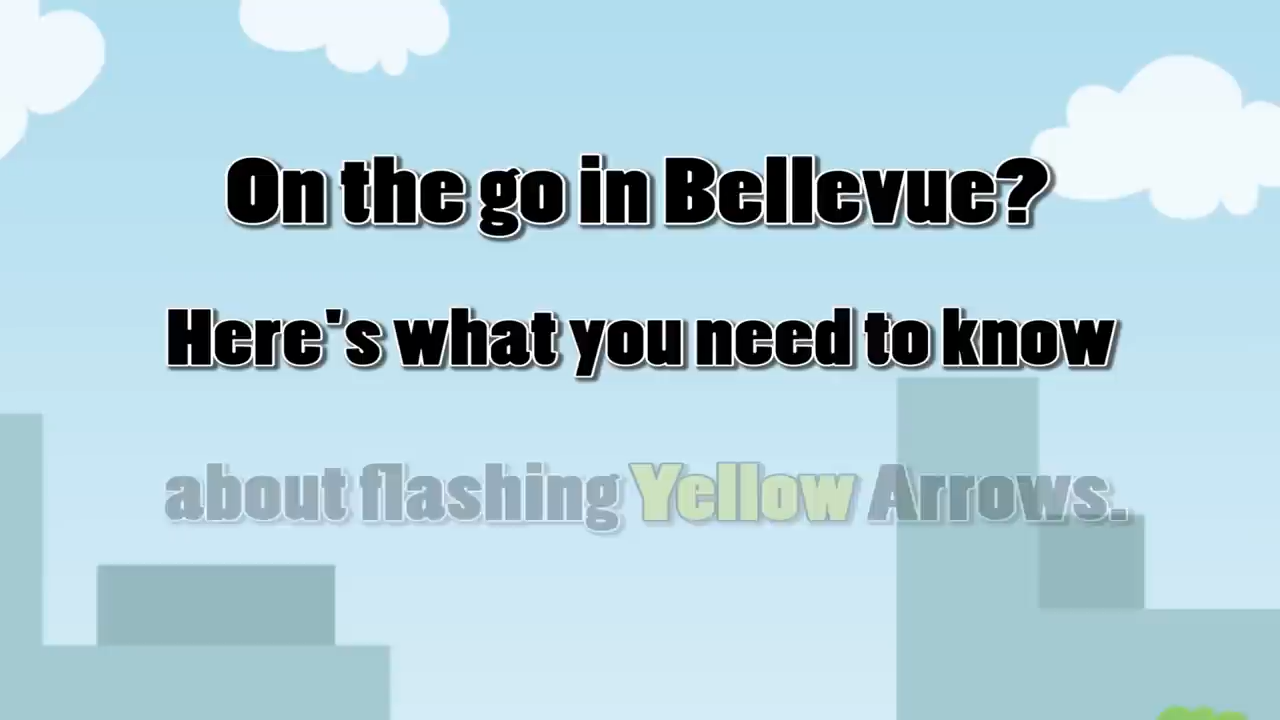 On the go in Bellevue?
Here's what you need to know
about flashing Yellow Arrows.